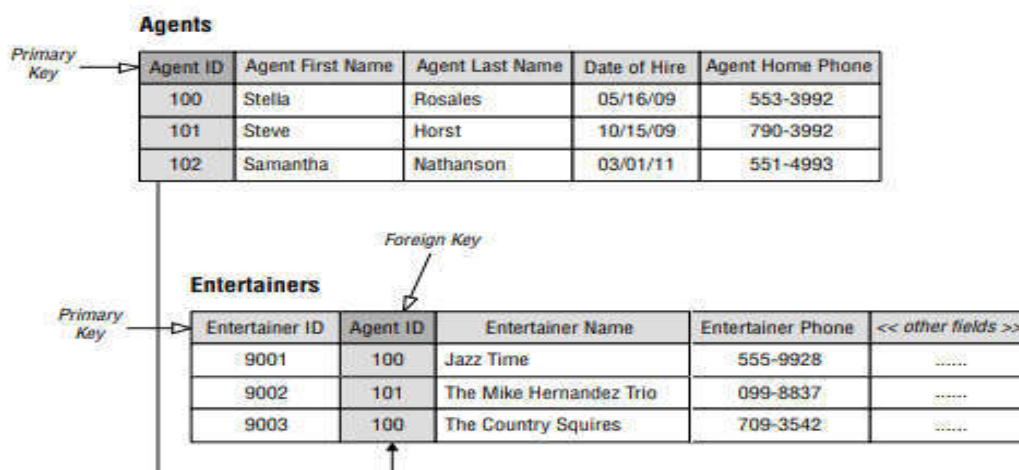 Agents
Primary
Key
Agent ID Agent First Name Agent Last Name Date of Hire Agent Home Phone
100 Stella Rosales 05/16/09 553-3992
101 Steve Horst 10/15/09 790-3992
102 Samantha Nathanson 03/01/11 551-4993
Foreign Key
Entertainers
Primary
Key
Entertainer ID Agent ID Entertainer Name Entertainer Phone << other fields >>
9001 100 Jazz Time 555-9928 ......
9002 101 The Mike Hernandez Trio 099-8837 ......
9003 100 The Country Squires 709-3542 ......